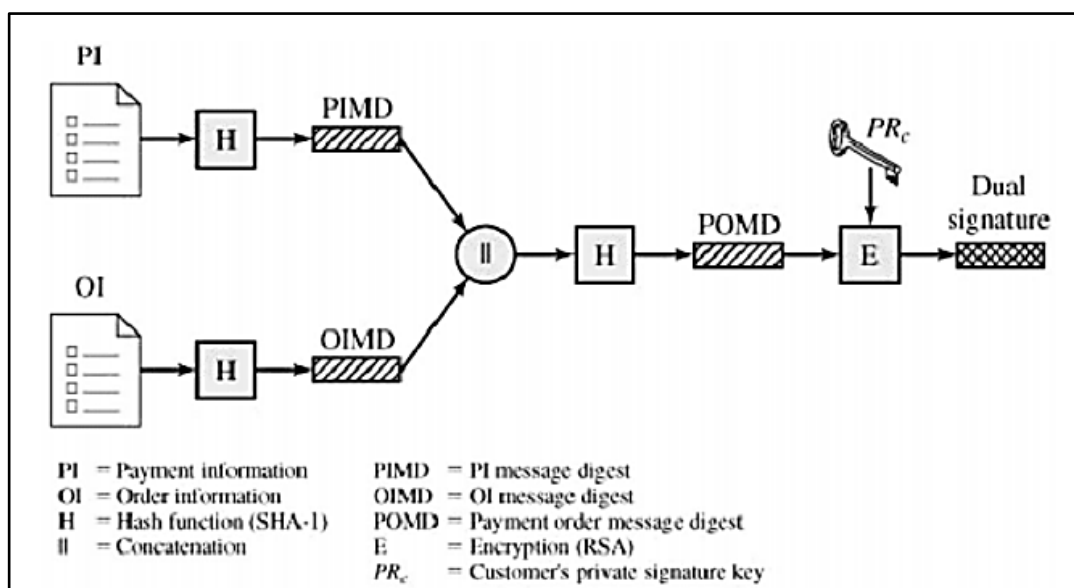 PI
PIMD
H
PR_c
Dual
signature
POMD
||
H
E
OI
OIMD
H
PI = Payment information
OI = Order information
H = Hash function (SHA-1)
|| = Concatenation
PIMD = PI message digest
OIMD = OI message digest
POMD = Payment order message digest
E = Encryption (RSA)
PR_c = Customer's private signature key